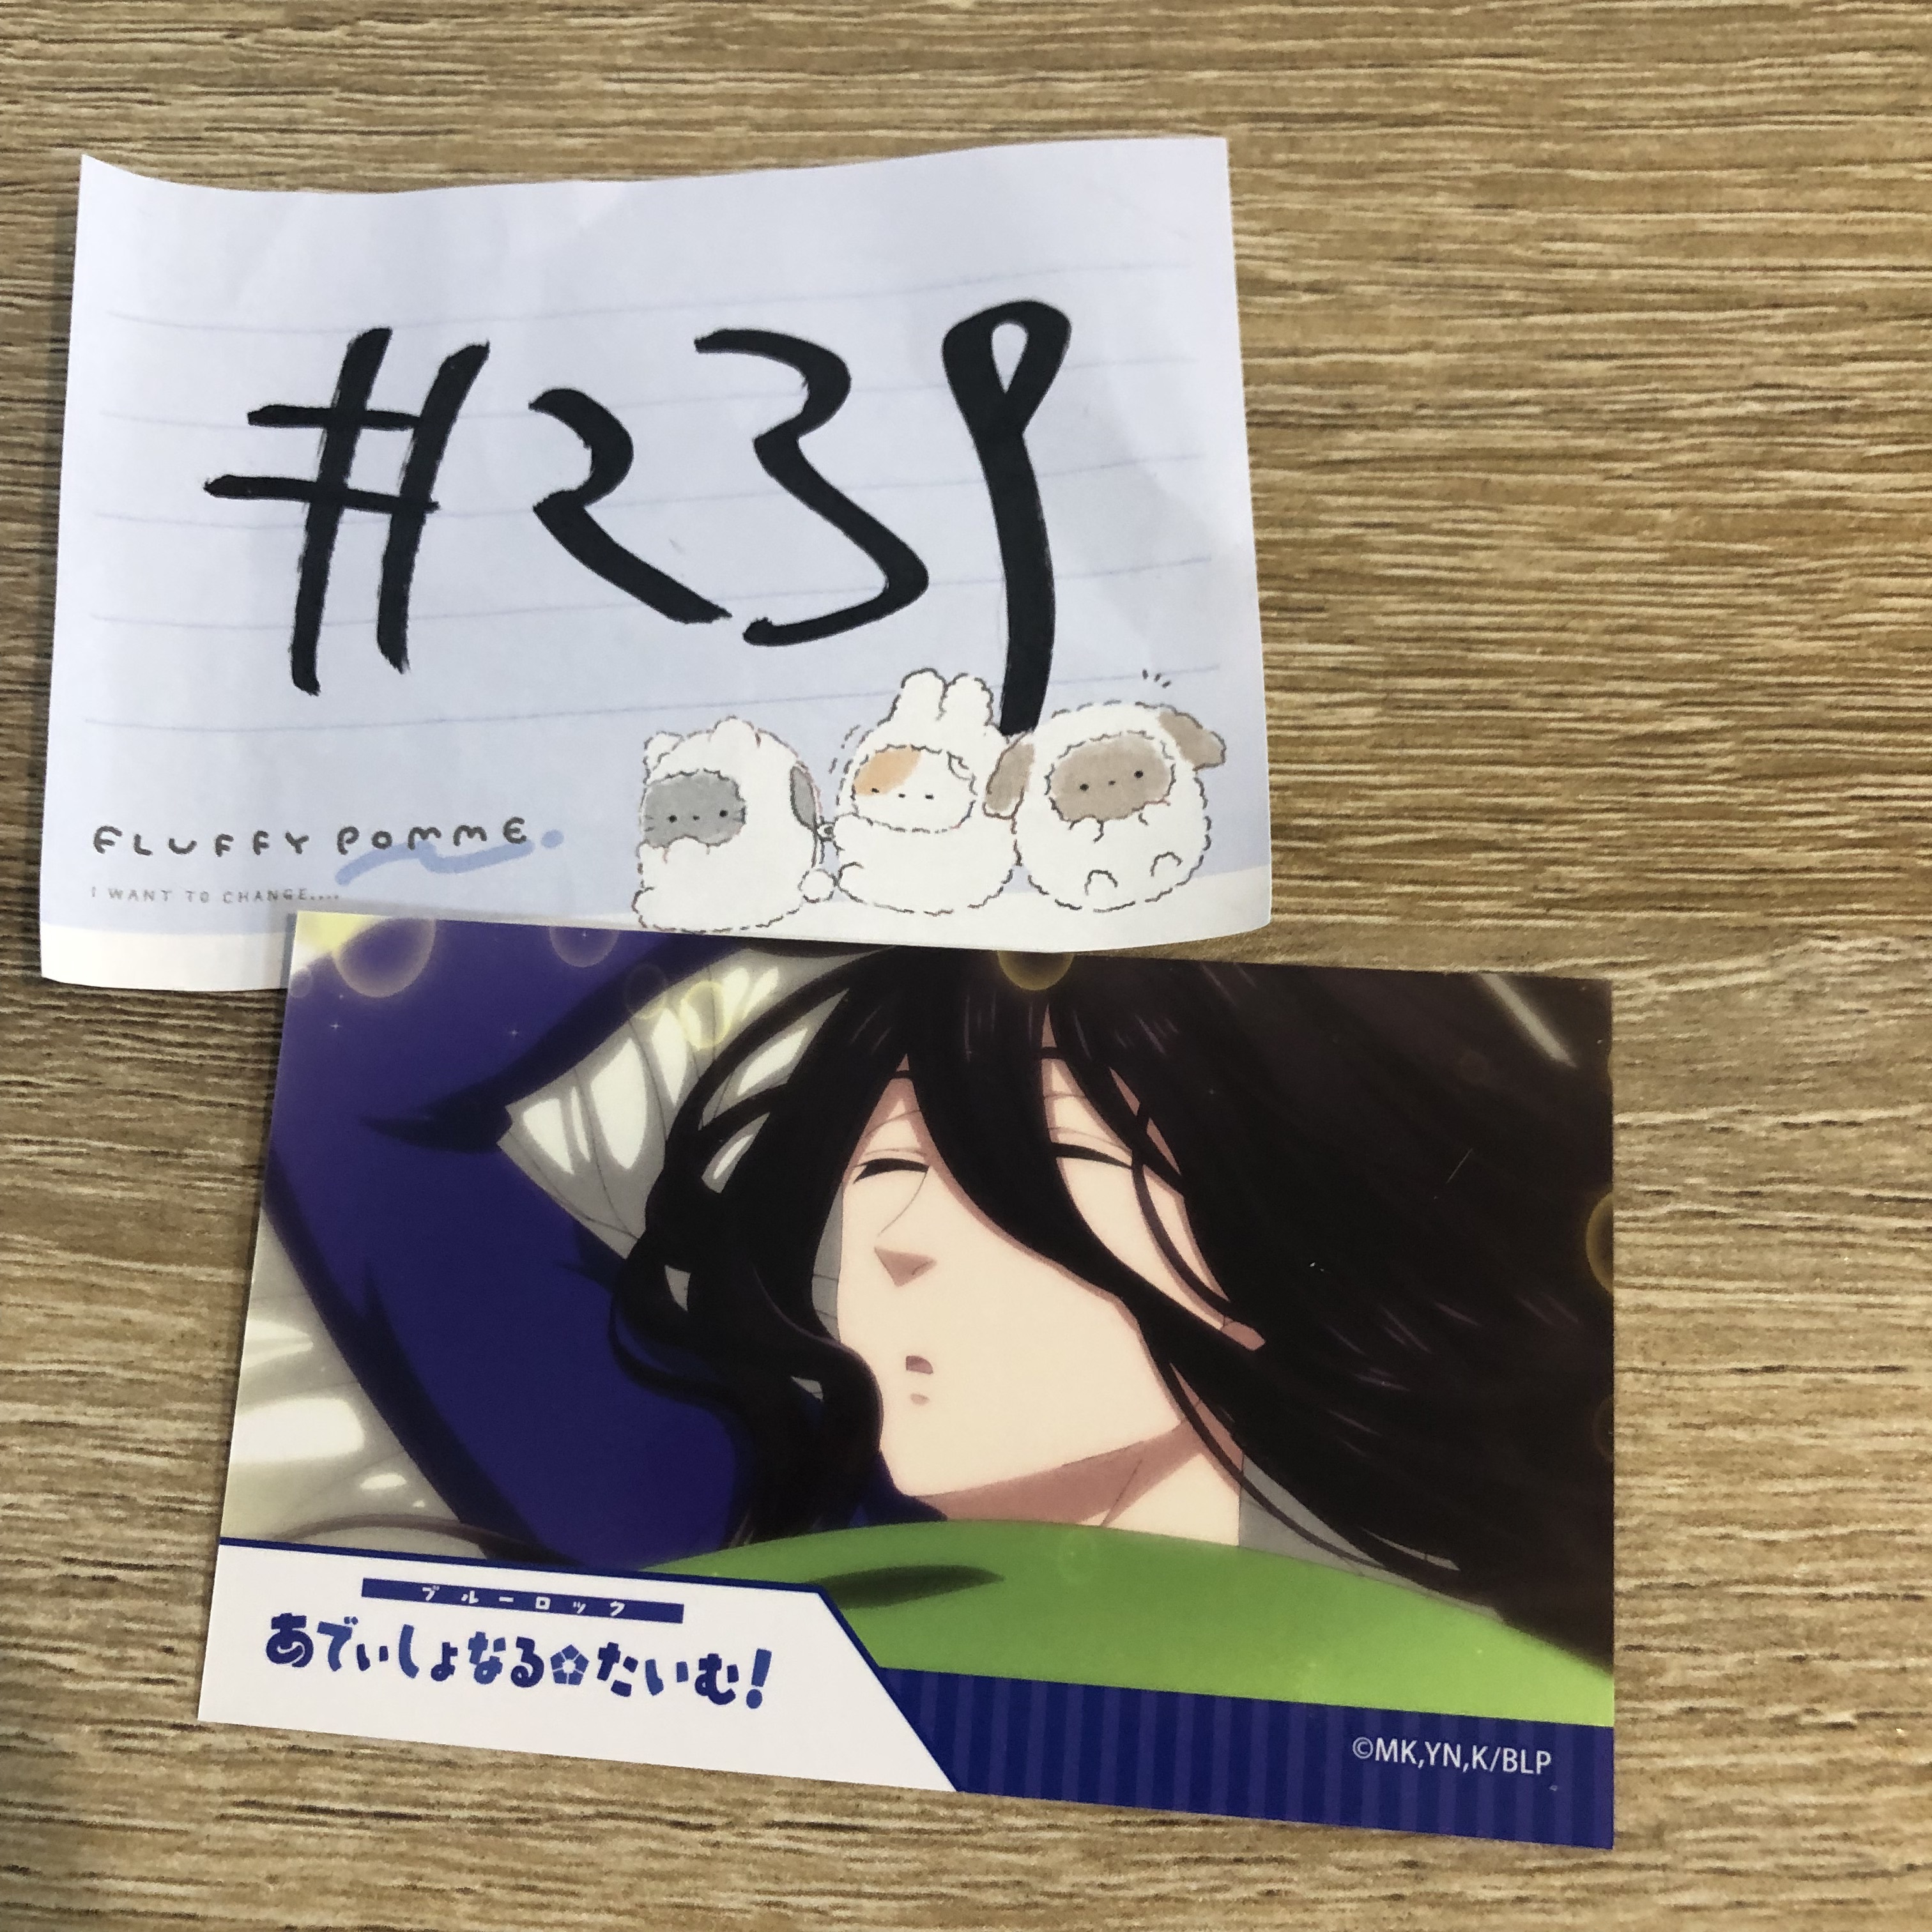 #239
FLUFFY POMME.
I WANT TO CHANGE....
ブルーロック
あでぃしょなる✿たいむ!
©MK,YN,K/BLP